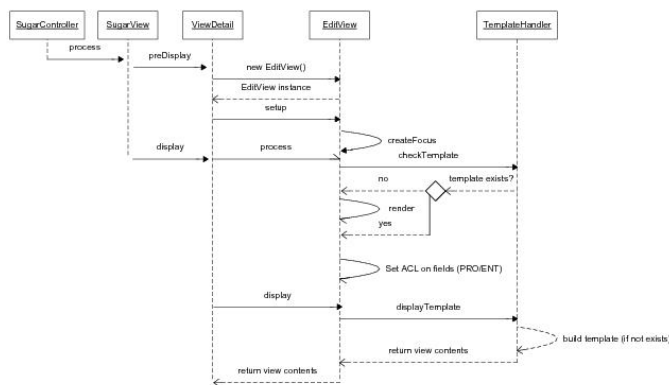 SugarController
SugarView
ViewDetail
EditView
TemplateHandler
process
preDisplay
new EditView()
EditView instance
setup
createFocus
display
process
checkTemplate
no
template exists?
render
yes
Set ACL on fields (PRO/ENT)
display
displayTemplate
build template (if not exists)
return view contents
return view contents